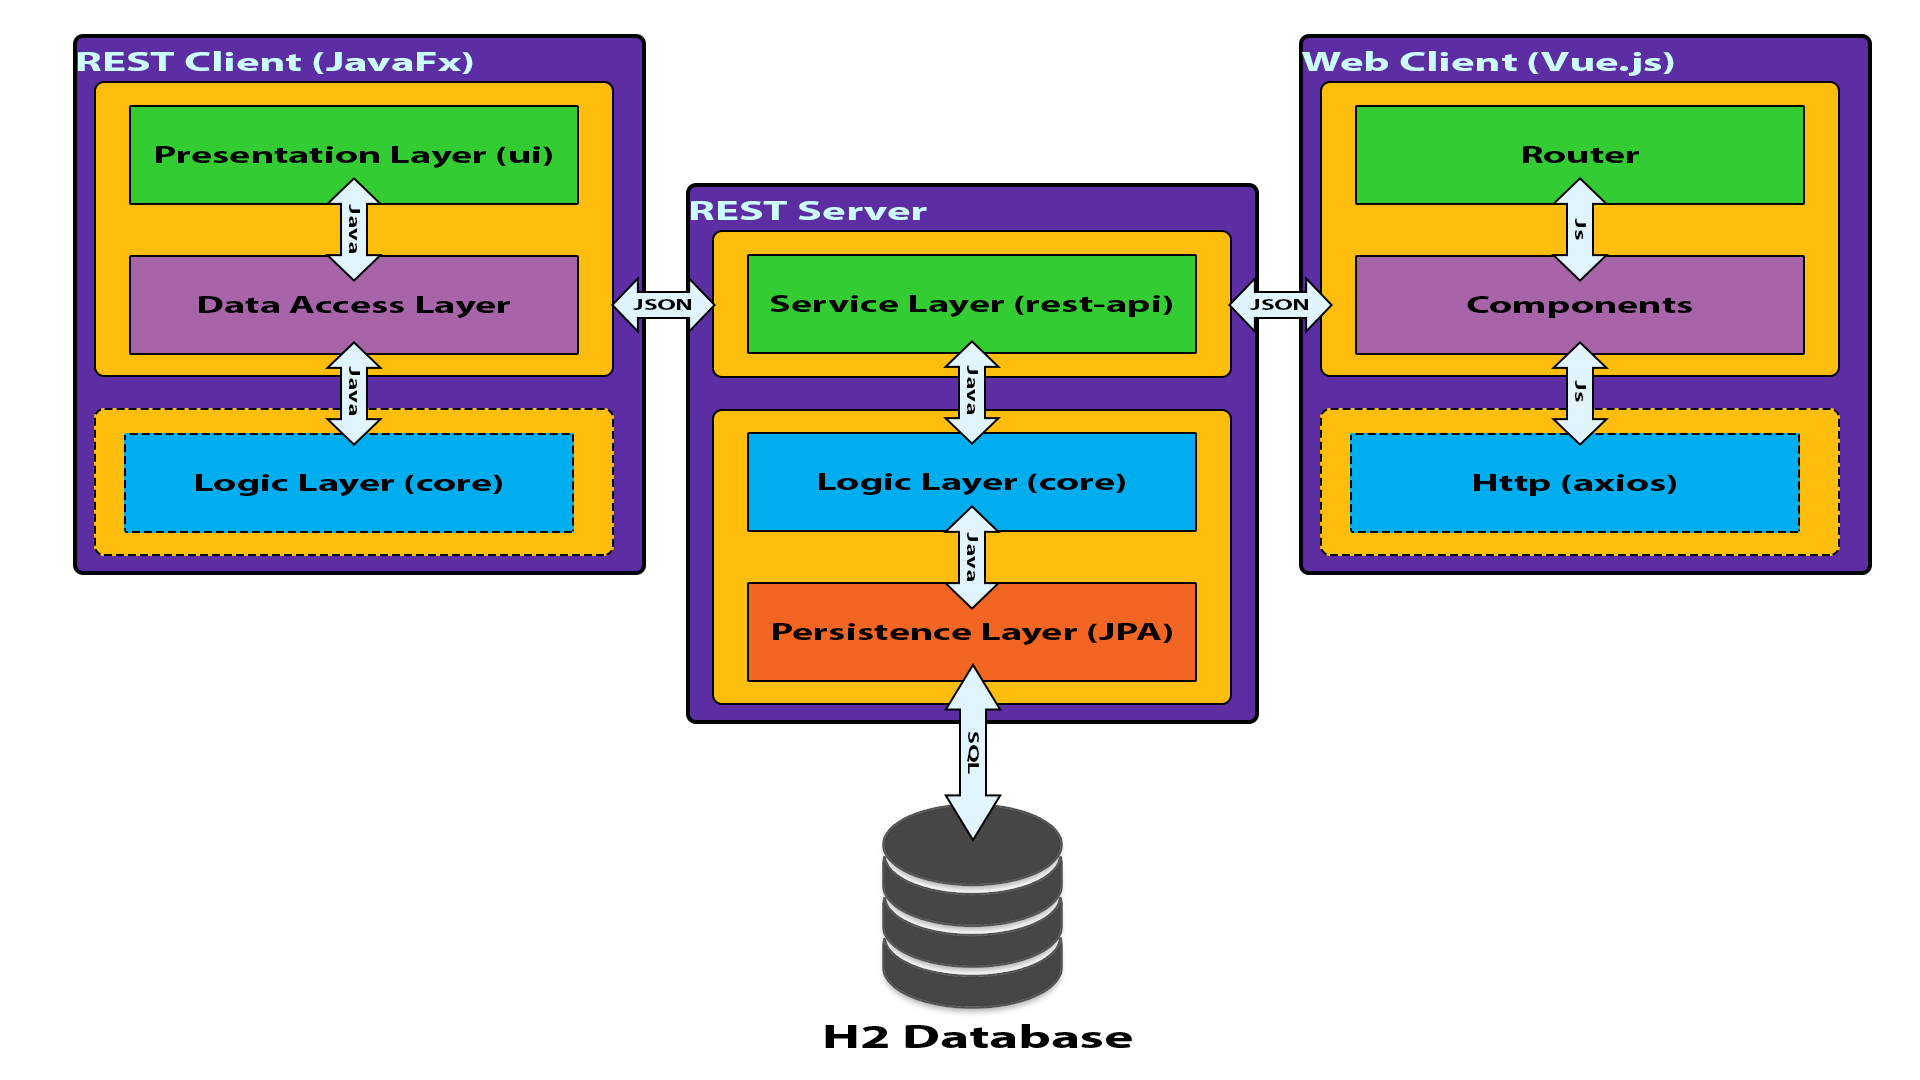 REST Client (JavaFx)
Presentation Layer (ui)
Java
Data Access Layer
Java
Logic Layer (core)
JSON
REST Server
Service Layer (rest-api)
Java
Logic Layer (core)
Java
Persistence Layer (JPA)
SQL
H2 Database
JSON
Web Client (Vue.js)
Router
Js
Components
Js
Http (axios)